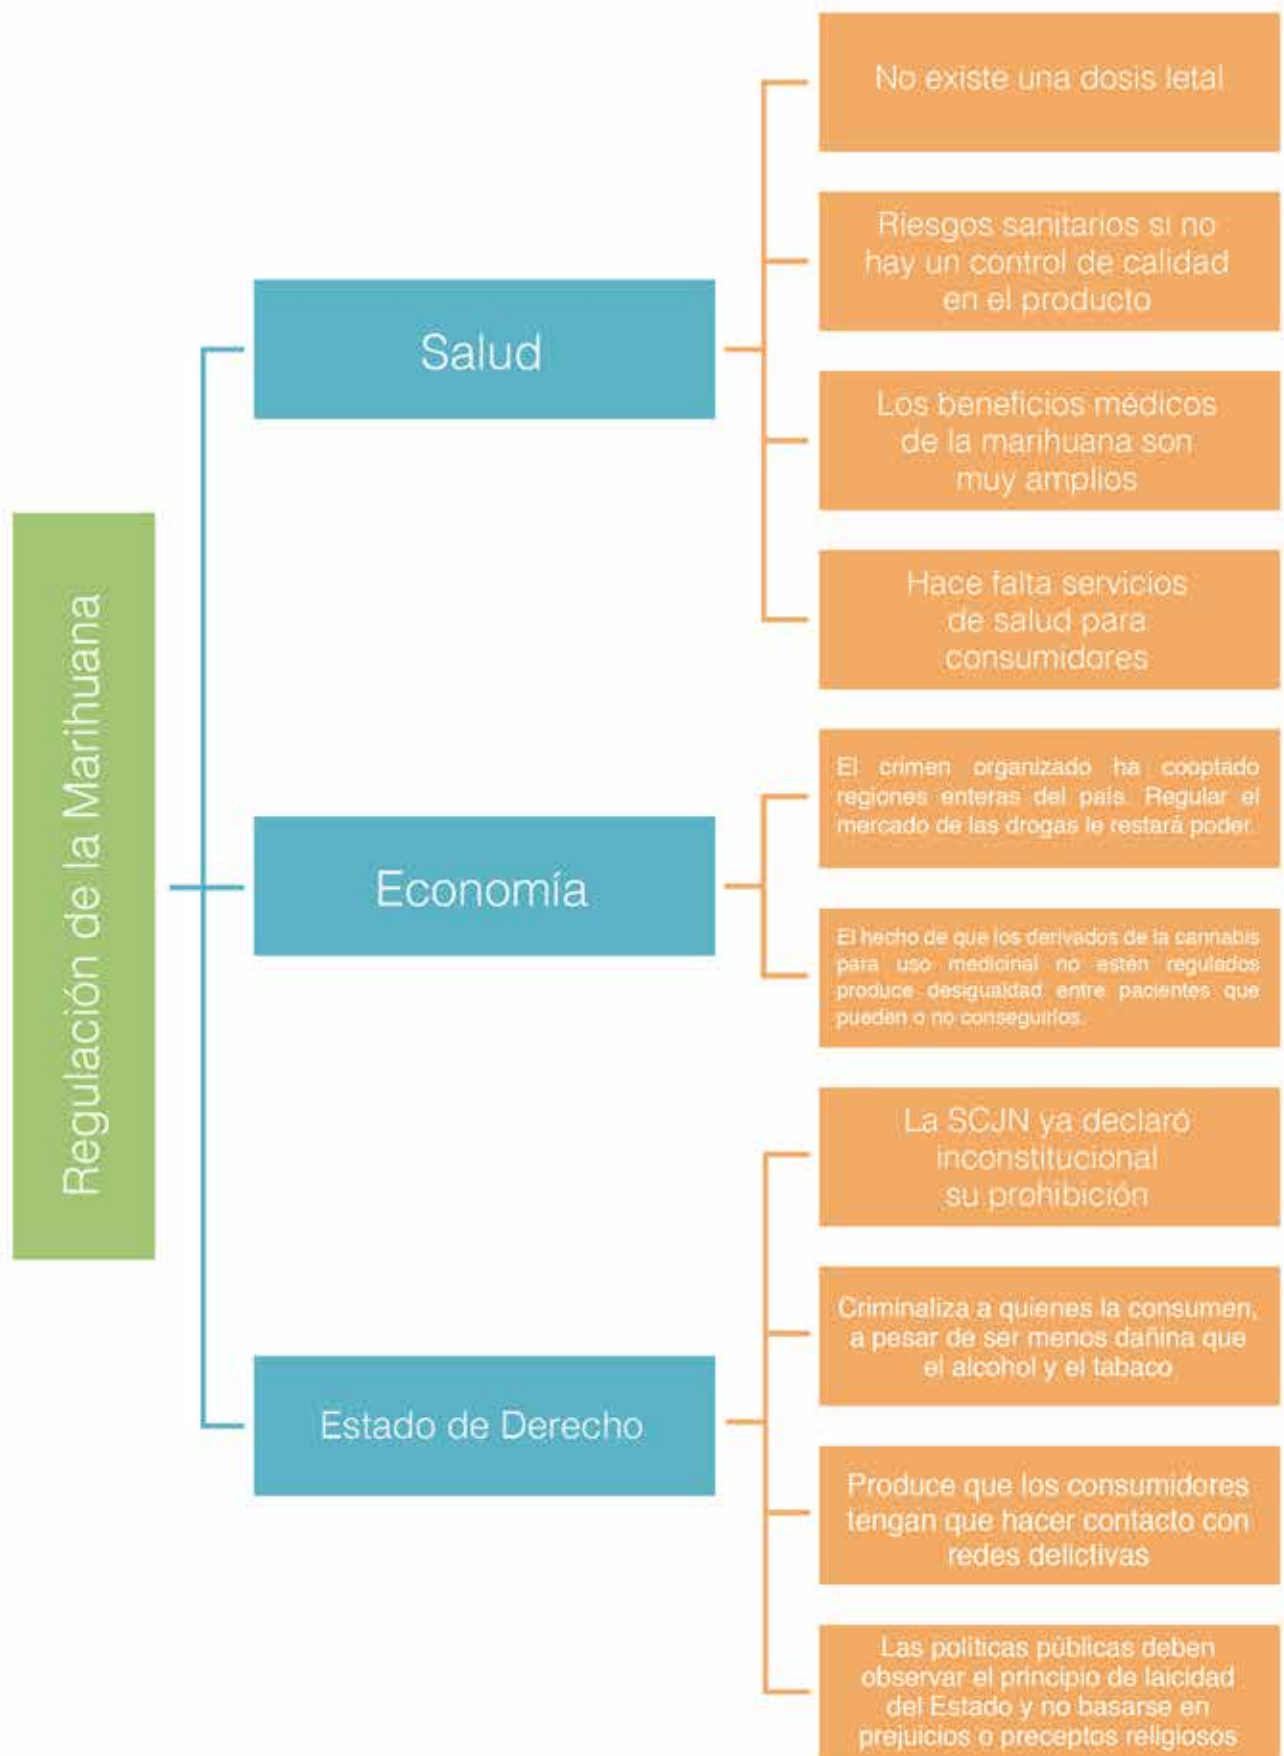 Regulación de la Marihuana
Salud
No existe una dosis letal
Riesgos sanitarios si no
hay un control de calidad
en el producto
Los beneficios médicos
de la marihuana son
muy amplios
Hace falta servicios
de salud para
consumidores
Economía
El crimen organizado ha cooptado
regiones enteras del país. Regular el
mercado de las drogas le restará poder.
El hecho de que los derivados de la cannabis
para uso medicinal no estén regulados
produce desigualdad entre pacientes que
pueden o no conseguirlos.
Estado de Derecho
La SCJN ya declaró
inconstitucional
su prohibición
Criminaliza a quienes la consumen,
a pesar de ser menos dañina que
el alcohol y el tabaco
Produce que los consumidores
tengan que hacer contacto con
redes delictivas
Las políticas públicas deben
observar el principio de laicidad
del Estado y no basarse en
prejuicios o preceptos religiosos